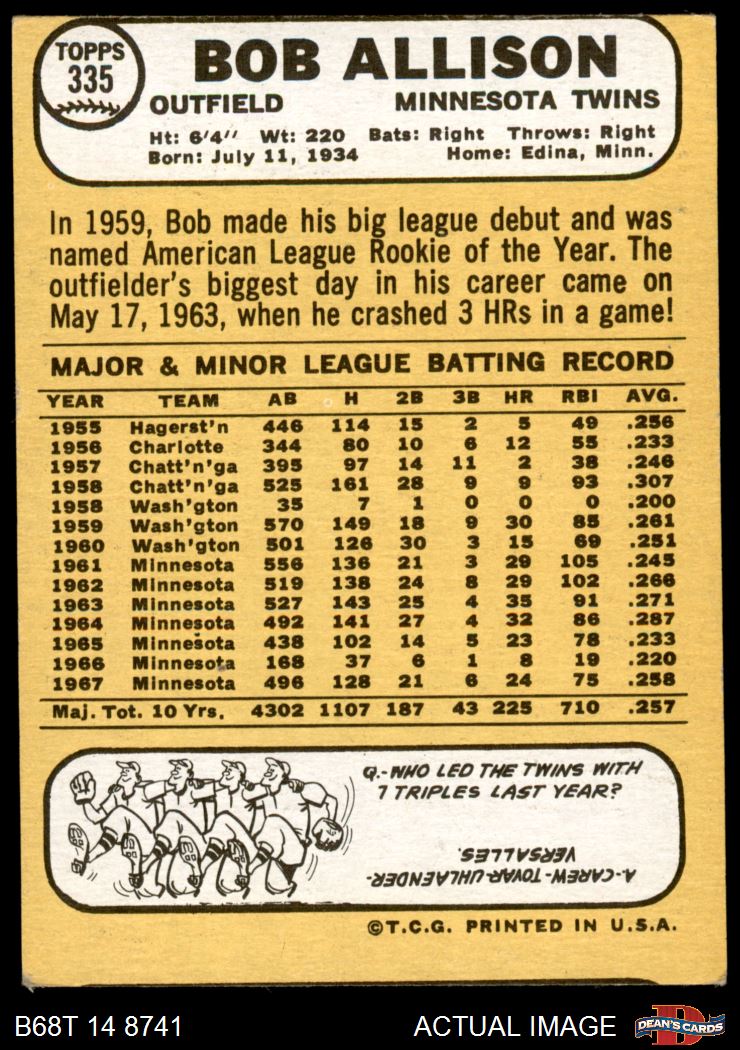 TOPPS
335
BOB ALLISON
OUTFIELD MINNESOTA TWINS
Ht: 6'4" Wt: 220 Bats: Right Throws: Right
Born: July 11, 1934 Home: Edina, Minn.
In 1959, Bob made his big league debut and was
named American League Rookie of the Year. The
outfielder's biggest day in his career came on
May 17, 1963, when he crashed 3 HRs in a game!
MAJOR & MINOR LEAGUE BATTING RECORD
YEAR TEAM AB H 2B 3B HR RBI AVG.
1955 Hagerst'n 446 114 15 2 5 49 .256
1956 Charlotte 344 80 10 6 12 55 .233
1957 Chatt'n'ga 395 97 14 11 2 38 .246
1958 Chatt'n'ga 525 161 28 9 9 93 .307
1958 Wash'gton 35 7 1 0 0 0 .200
1959 Wash'gton 570 149 18 9 30 85 .261
1960 Wash'gton 501 126 30 3 15 69 .251
1961 Minnesota 556 136 21 3 29 105 .245
1962 Minnesota 519 138 24 8 29 102 .266
1963 Minnesota 527 143 25 4 35 91 .271
1964 Minnesota 492 141 27 4 32 86 .287
1965 Minnesota 438 102 14 5 23 78 .233
1966 Minnesota 168 37 6 1 8 19 .220
1967 Minnesota 496 128 21 6 24 75 .258
Maj. Tot. 10 Yrs. 4302 1107 187 43 225 710 .257
Q.-WHO LED THE TWINS WITH
7 TRIPLES LAST YEAR?
A.-CAREW-TOVAR-UHLAENDER-
VERSALLES.
©T.C.G. PRINTED IN U.S.A.
B68T 14 8741 ACTUAL IMAGE D DEAN'S CARDS